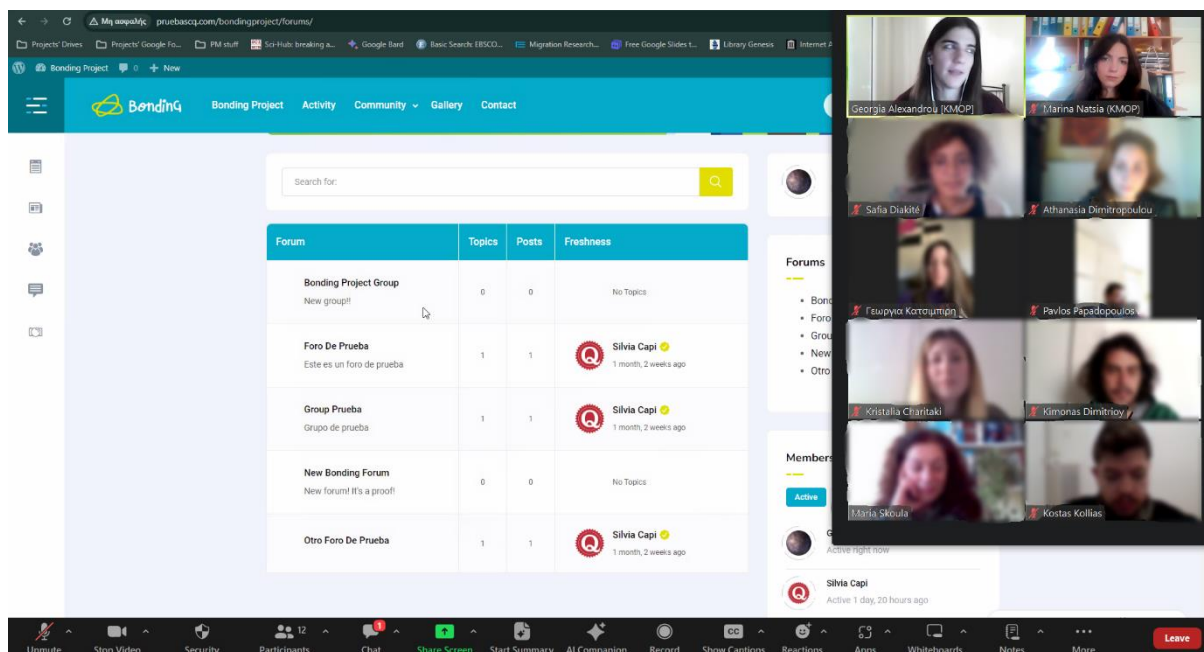 Μη ασφαλής pruebascq.com/bondingproject/forums/
Projects' Drives Projects' Google Fo... PM stuff Sci-Hub: breaking a... Google Bard Basic Search: EBSCO... Migration Research... Free Google Slides t... Library Genesis Internet A
Bonding Project 0 + New
Bonding
Bonding Project Activity Community Gallery Contact
Search for:
Forum Topics Posts Freshness
Bonding Project Group
New group!!
0 0 No Topics
Foro De Prueba
Este es un foro de prueba
1 1 Silvia Capi
1 month, 2 weeks ago
Group Prueba
Grupo de prueba
1 1 Silvia Capi
1 month, 2 weeks ago
New Bonding Forum
New forum! It's a proof!
0 0 No Topics
Otro Foro De Prueba
1 1 Silvia Capi
1 month, 2 weeks ago
Forums
Bond
Foro
Grou
New
Otro
Members
Active
G
Active right now
Silvia Capi
Active 1 day, 20 hours ago
Georgia Alexandrou [KMOP]
Marina Natsia (KMOP)
Safia Diakité
Athanasia Dimitropoulou
Γεωργια Κατσιμπιρη
Pavlos Papadopoulos
Kristalia Charitaki
Kimonas Dimitrioy
Maria Skoula
Kostas Kollias
Unmute Stop Video Security Participants 12 Chat 1 Share Screen Start Summary AI Companion Record Show Captions CC Reactions Apps Whiteboards Notes More Leave